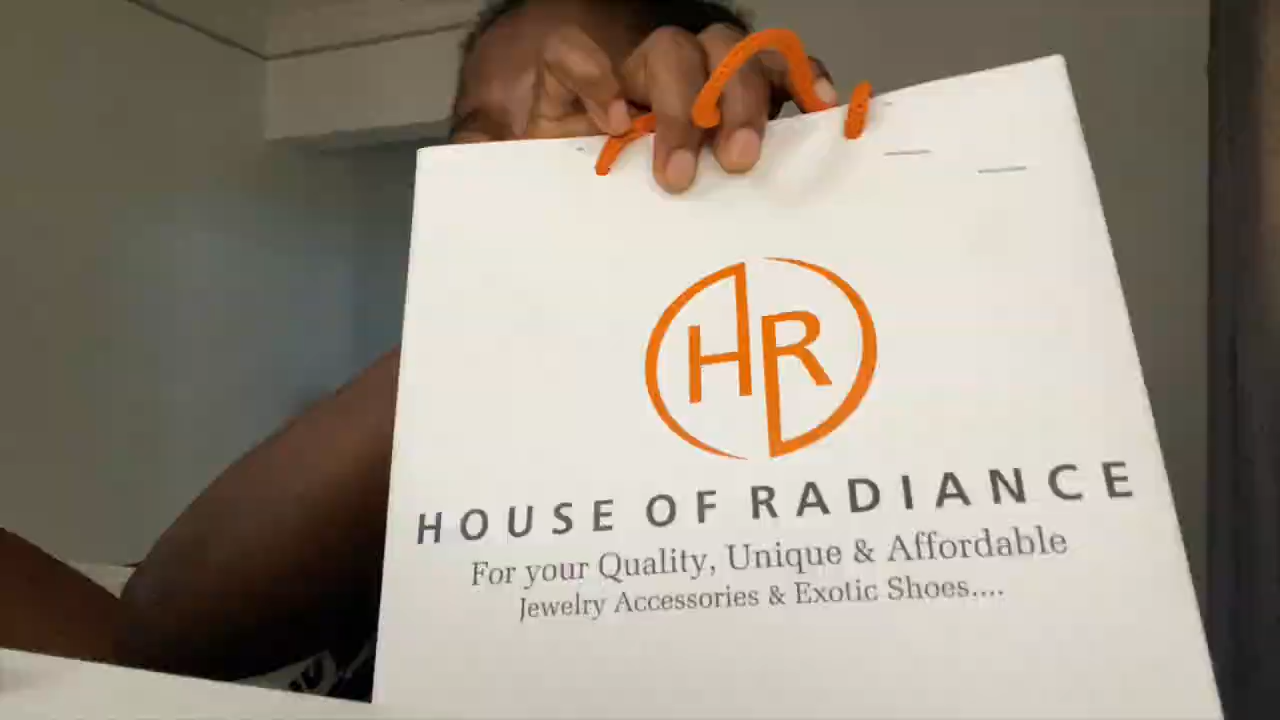 HR
HOUSE OF RADIANCE
For your Quality, Unique & Affordable
Jewelry Accessories & Exotic Shoes....